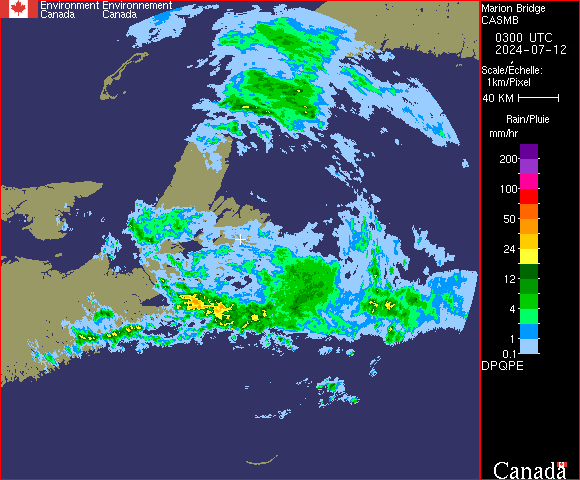 Environment Environnement
Canada Canada
Marion Bridge
CASMB
0300 UTC
2024-07-12
Scale/Échelle:
1km/Pixel
40 KM
Rain/Pluie
mm/hr
200
100
50
24
12
4
1
0.1
DPQPE
Canada